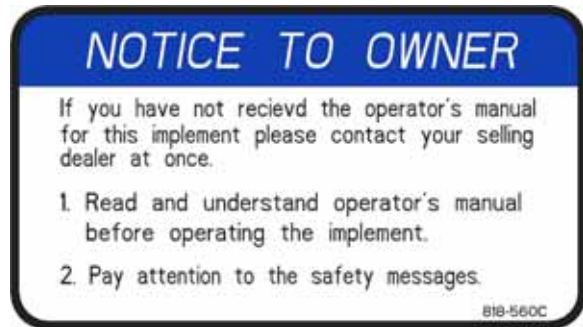 NOTICE TO OWNER
If you have not recievd the operator's manual
for this implement please contact your selling
dealer at once.
1. Read and understand operator's manual
before operating the implement.
2. Pay attention to the safety messages.
818-560C